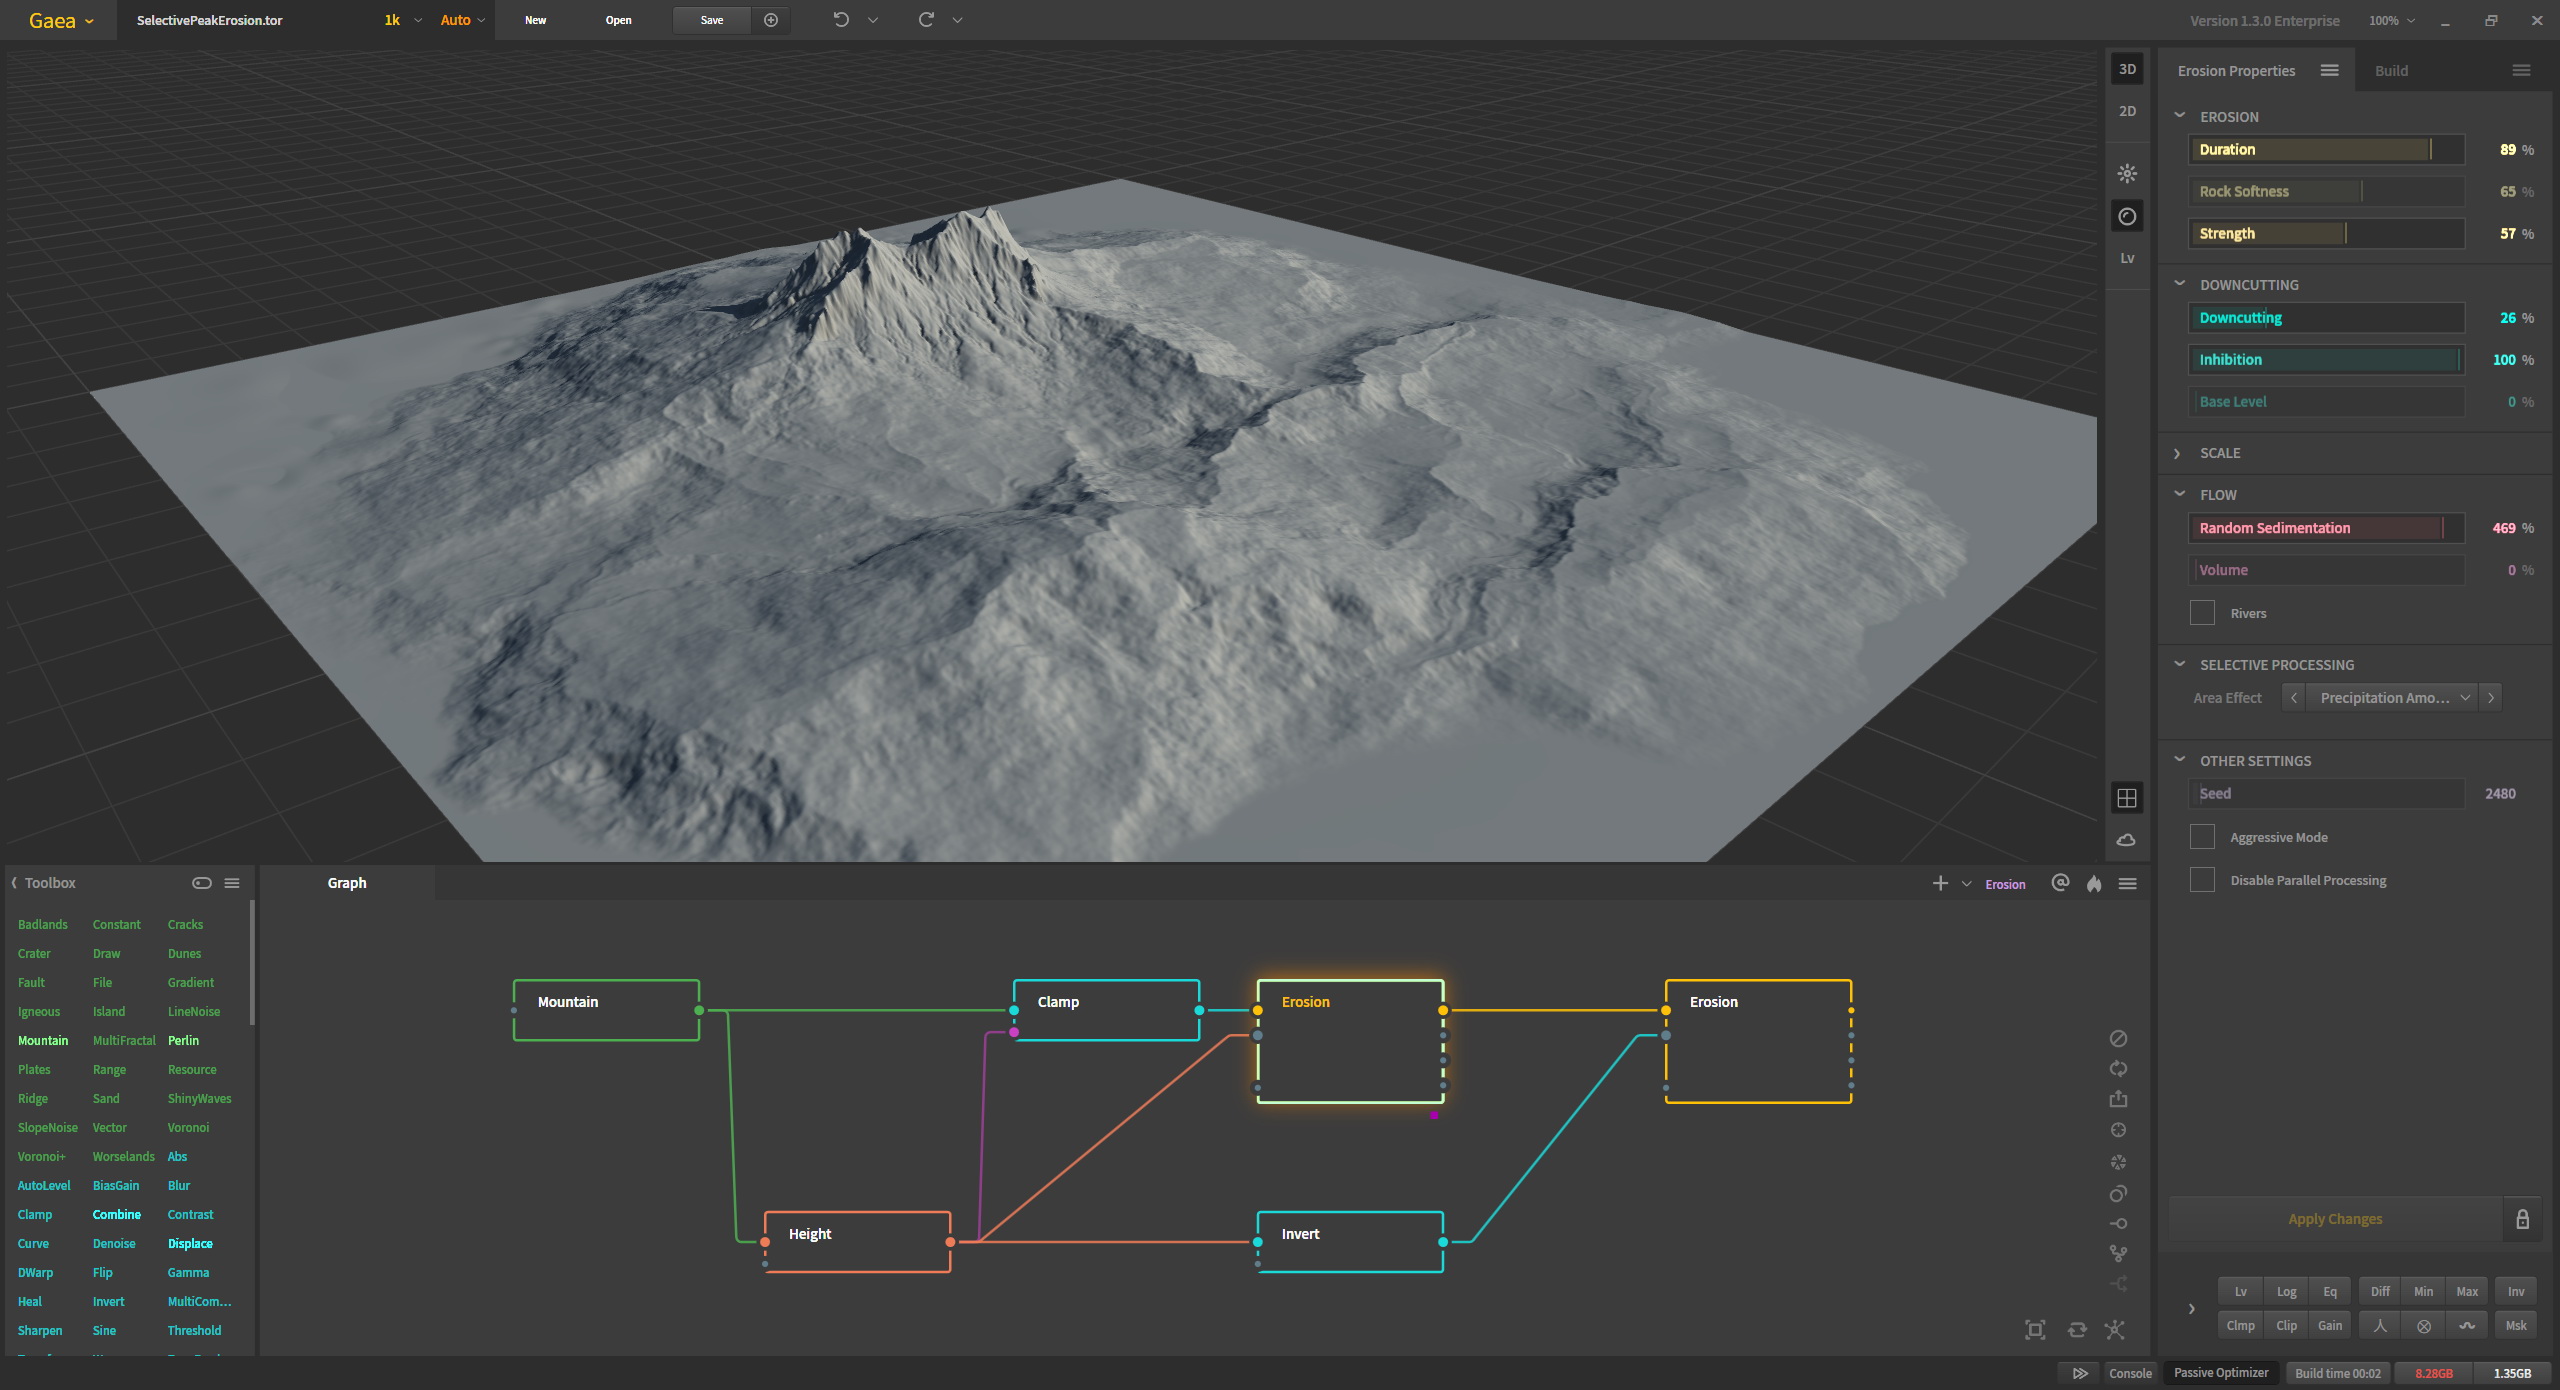 Gaea
SelectivePeakErosion.tor
1k
Auto
New
Open
Save
Version 1.3.0 Enterprise
100%
3D
2D
Lv
Erosion Properties
Build
EROSION
Duration 89 %
Rock Softness 65 %
Strength 57 %
DOWNCUTTING
Downcutting 26 %
Inhibition 100 %
Base Level 0 %
SCALE
FLOW
Random Sedimentation 469 %
Volume 0 %
Rivers
SELECTIVE PROCESSING
Area Effect Precipitation Amo...
OTHER SETTINGS
Seed 2480
Aggressive Mode
Disable Parallel Processing
Apply Changes
Lv Log Eq Diff Min Max Inv
Clmp Clip Gain Msk
Toolbox
Badlands Constant Cracks
Crater Draw Dunes
Fault File Gradient
Igneous Island LineNoise
Mountain MultiFractal Perlin
Plates Range Resource
Ridge Sand ShinyWaves
SlopeNoise Vector Voronoi
Voronoi+ Worselands Abs
AutoLevel BiasGain Blur
Clamp Combine Contrast
Curve Denoise Displace
DWarp Flip Gamma
Heal Invert MultiCom...
Sharpen Sine Threshold
Graph
Erosion
Mountain
Clamp
Erosion
Erosion
Height
Invert
Console
Passive Optimizer
Build time 00:02
8.28GB
1.35GB